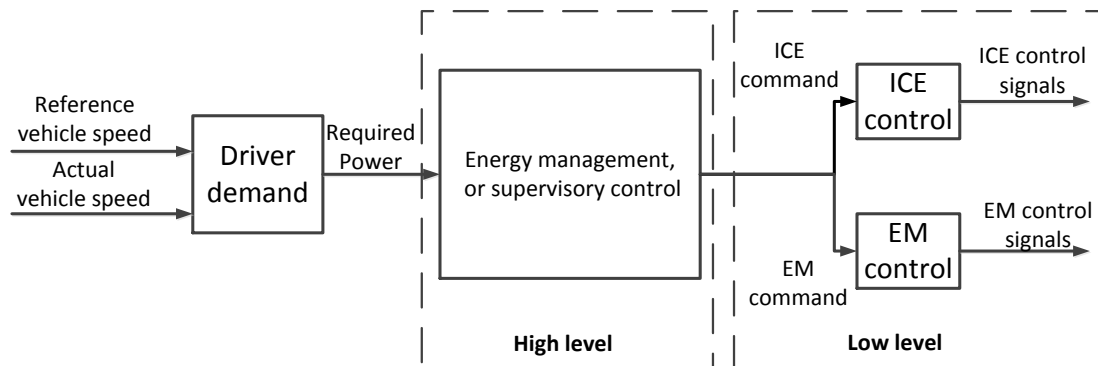 Reference
vehicle speed
Actual
vehicle speed
Driver
demand
Required
Power
Energy management,
or supervisory control
High level
ICE
command
ICE
control
ICE control
signals
EM
command
EM
control
EM control
signals
Low level